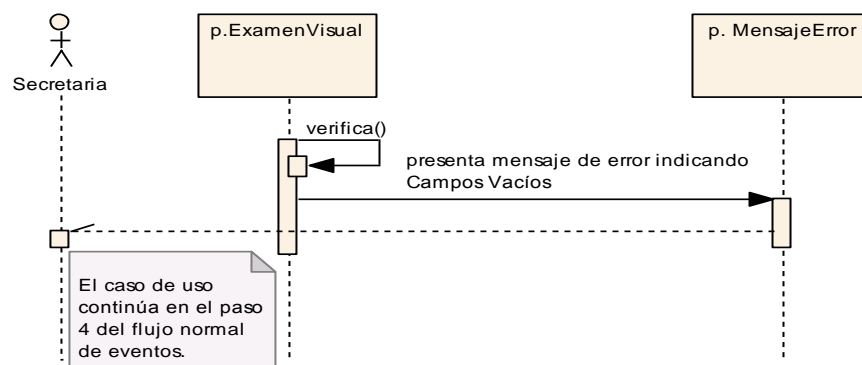 p.ExamenVisual
p. MensajeError
Secretaria
verifica()
presenta mensaje de error indicando
Campos Vacíos
El caso de uso
continúa en el paso
4 del flujo normal
de eventos.